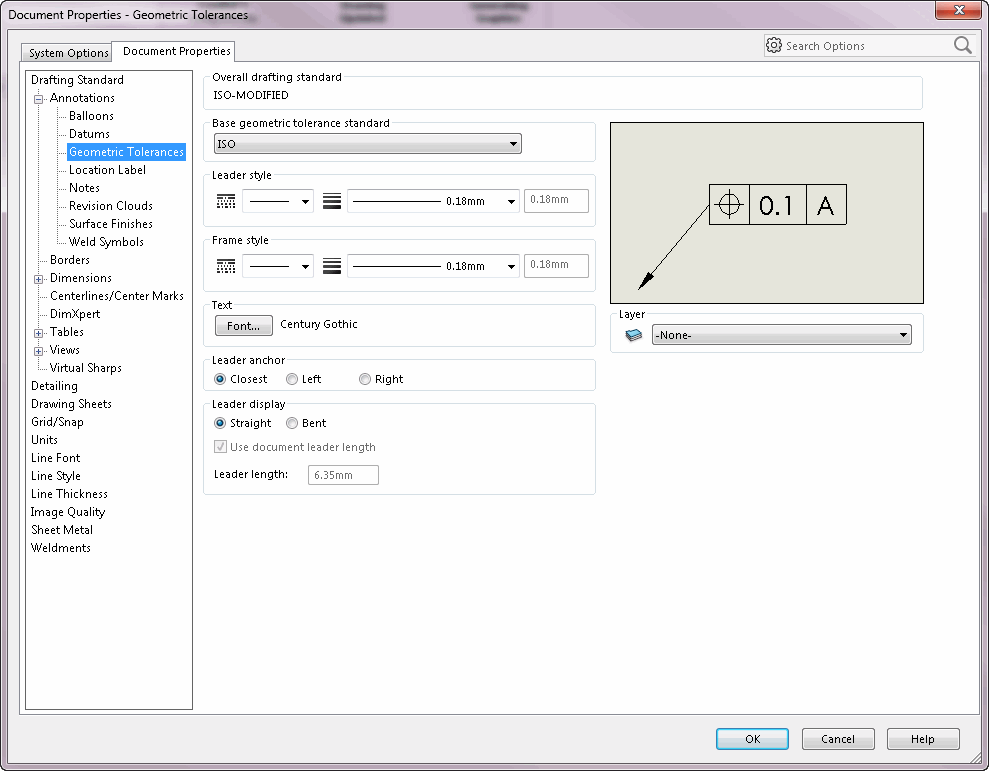 Document Properties - Geometric Tolerances
System Options
Document Properties
Search Options
Drafting Standard
Annotations
Balloons
Datums
Geometric Tolerances
Location Label
Notes
Revision Clouds
Surface Finishes
Weld Symbols
Borders
Dimensions
Centerlines/Center Marks
DimXpert
Tables
Views
Virtual Sharps
Detailing
Drawing Sheets
Grid/Snap
Units
Line Font
Line Style
Line Thickness
Image Quality
Sheet Metal
Weldments
Overall drafting standard
ISO-MODIFIED
Base geometric tolerance standard
ISO
Leader style
0.18mm 0.18mm
Frame style
0.18mm 0.18mm
Text
Font... Century Gothic
Leader anchor
Closest Left Right
Leader display
Straight Bent
Use document leader length
Leader length: 6.35mm
0.1 A
Layer
-None-
OK Cancel Help